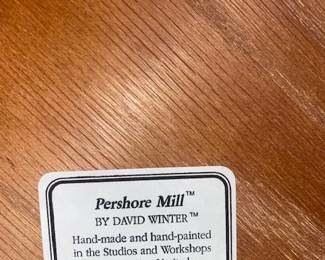 Pershore Mill™
BY DAVID WINTER™
Hand-made and hand-painted
in the Studios and Workshops